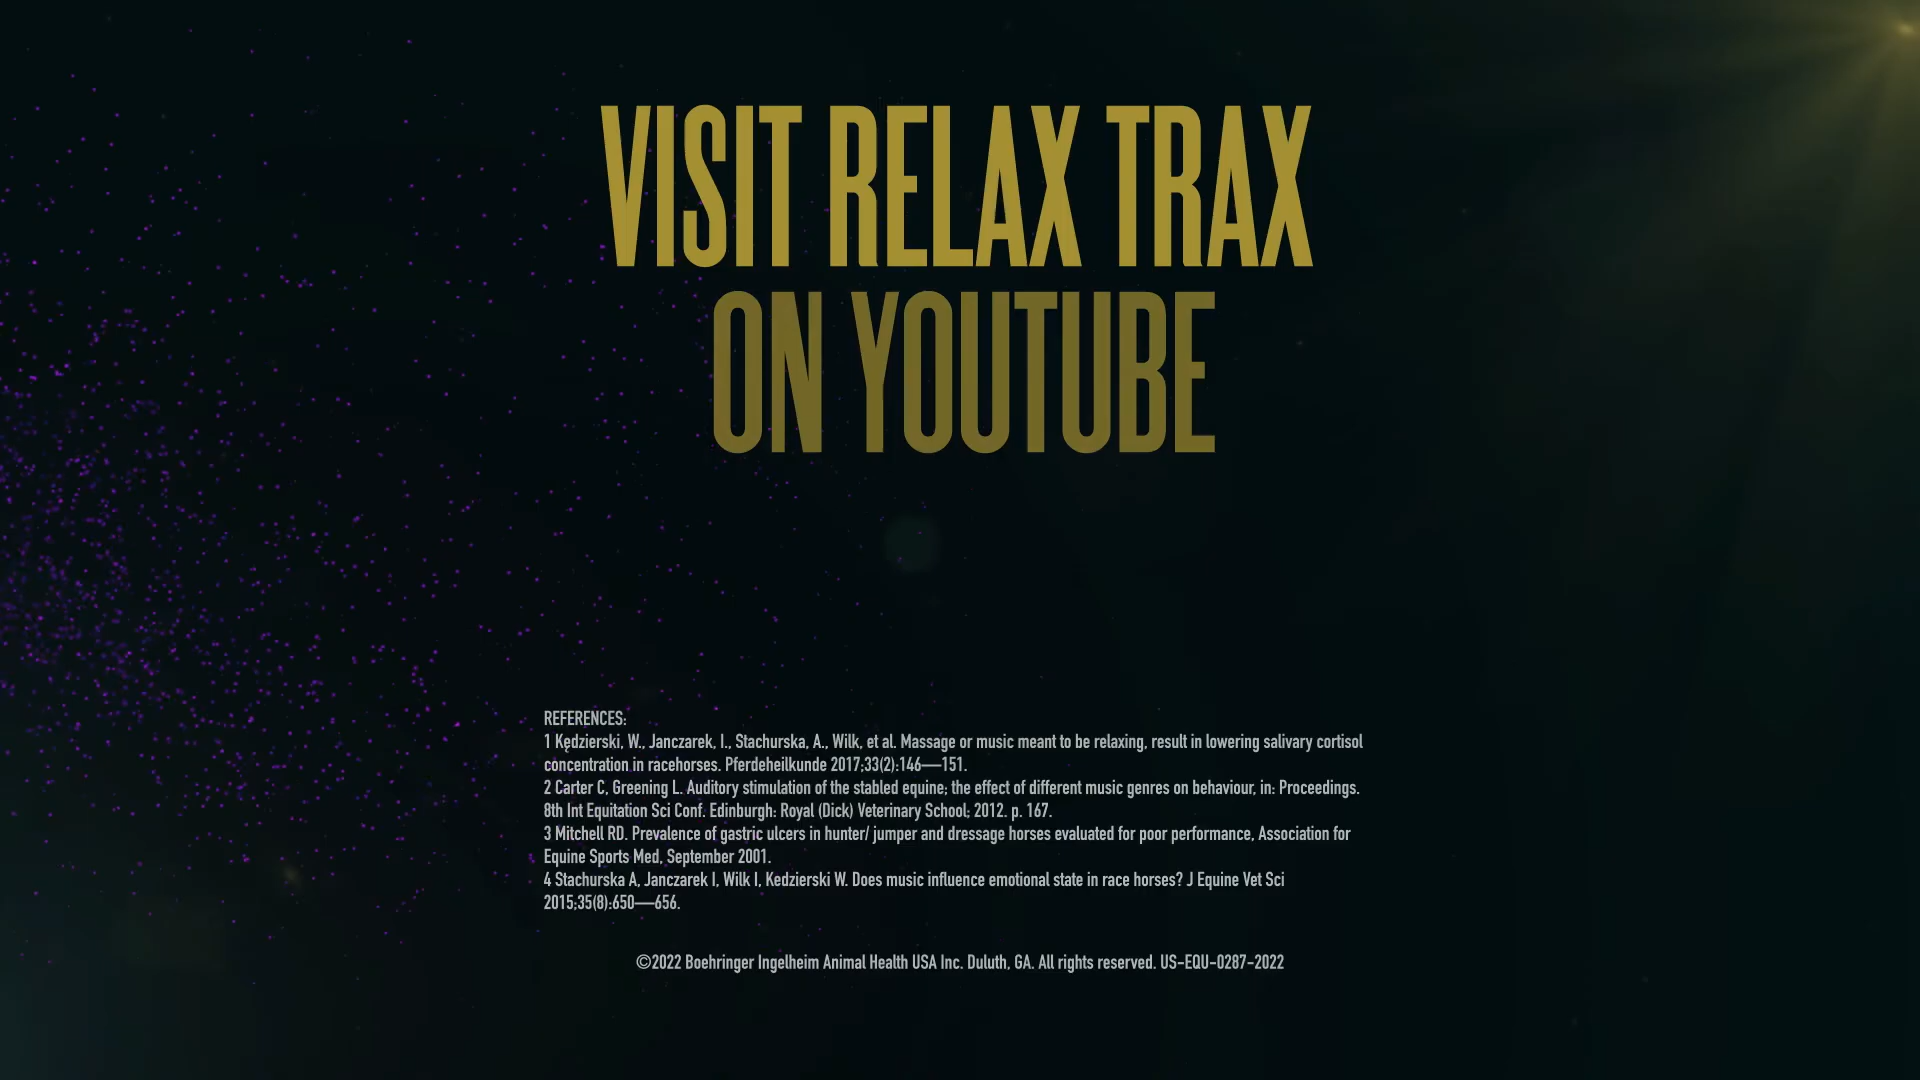 VISIT RELAX TRAX
ON YOUTUBE
REFERENCES:
1 Kędzierski, W., Janczarek, I., Stachurska, A., Wilk, et al. Massage or music meant to be relaxing, result in lowering salivary cortisol
concentration in racehorses. Pferdeheilkunde 2017;33(2):146—151.
2 Carter C, Greening L. Auditory stimulation of the stabled equine; the effect of different music genres on behaviour, in: Proceedings.
8th Int Equitation Sci Conf. Edinburgh: Royal (Dick) Veterinary School; 2012. p. 167.
3 Mitchell RD. Prevalence of gastric ulcers in hunter/ jumper and dressage horses evaluated for poor performance, Association for
Equine Sports Med, September 2001.
4 Stachurska A, Janczarek I, Wilk I, Kedzierski W. Does music influence emotional state in race horses? J Equine Vet Sci
2015;35(8):650—656.
©2022 Boehringer Ingelheim Animal Health USA Inc. Duluth, GA. All rights reserved. US-EQU-0287-2022